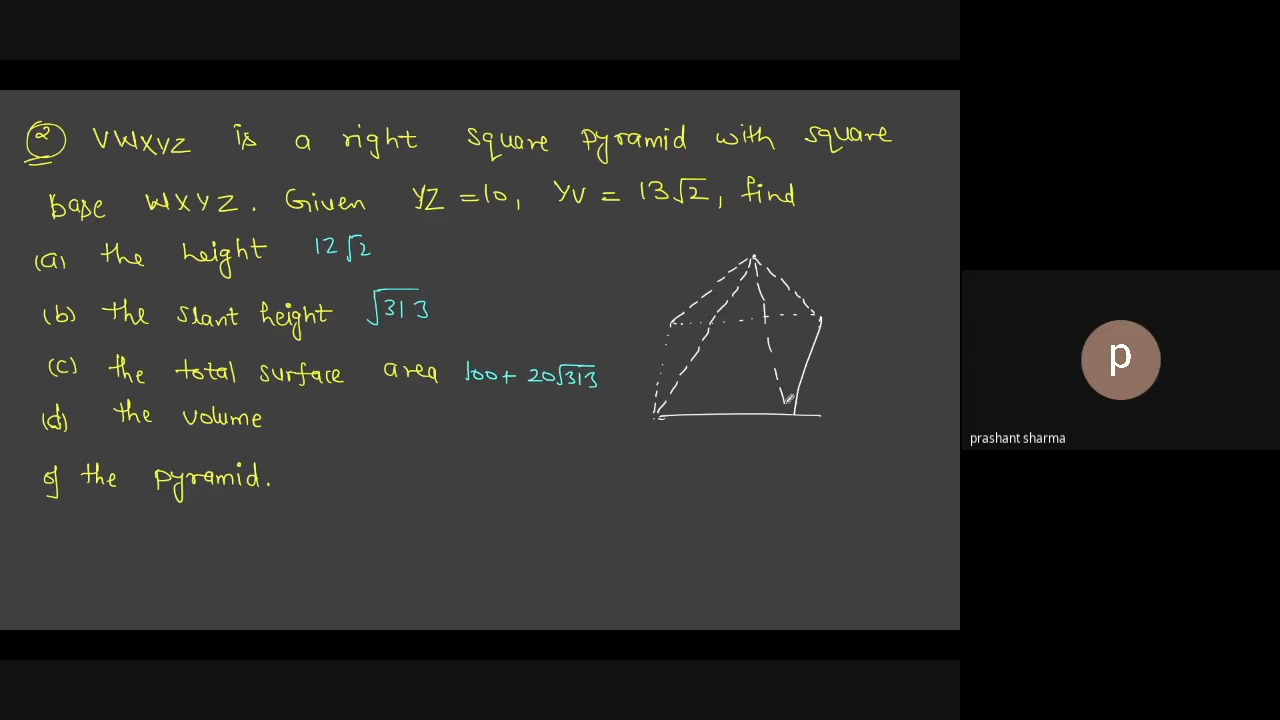 ② VWXYZ is a right square pyramid with square
base WXYZ. Given YZ = 10, YV = 13√2, find
(a) the height 12√2
(b) the slant height √313
(c) the total surface area 100 + 20√313
(d) the volume
of the pyramid.
p
prashant sharma